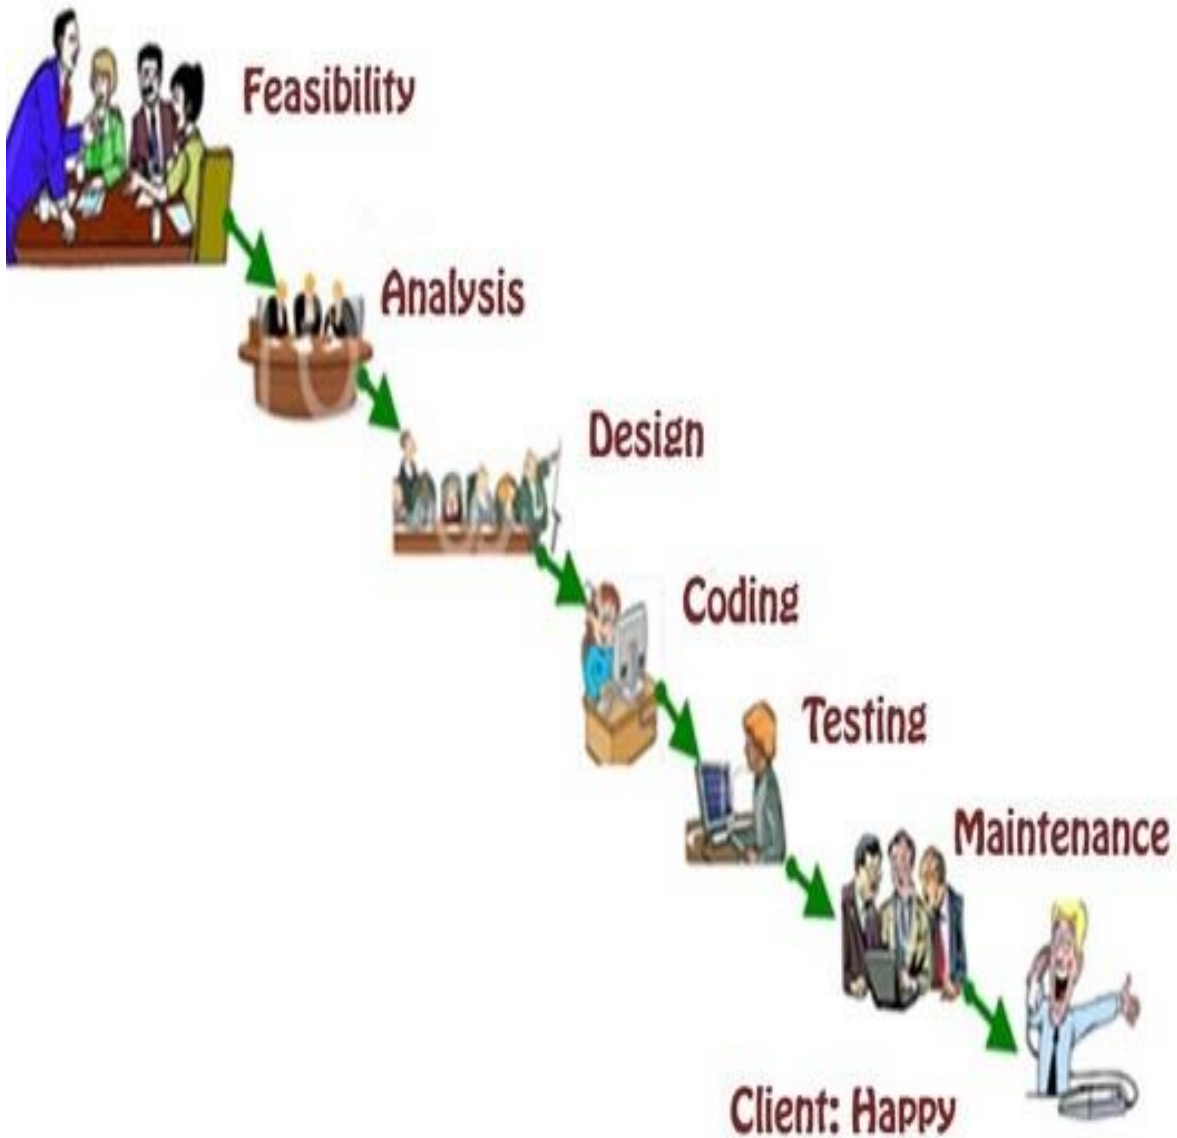 Feasibility
Analysis
Design
Coding
Testing
Maintenance
Client: Happy